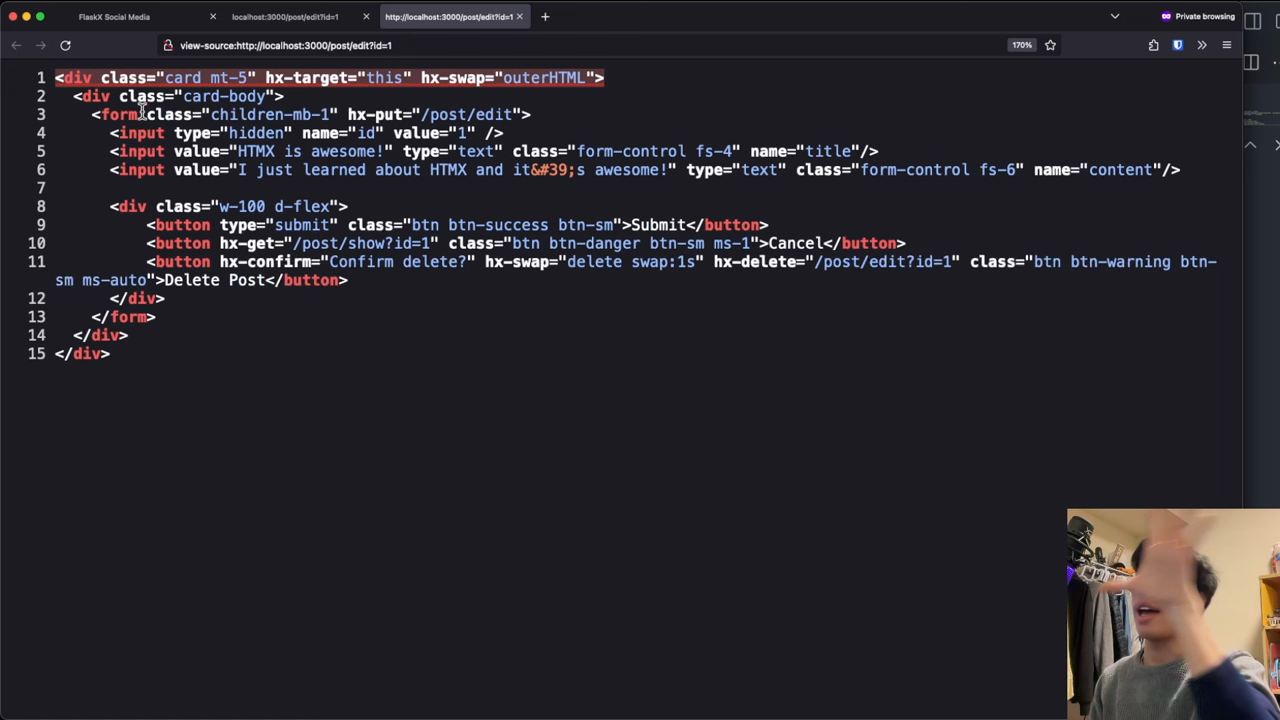 FlaskX Social Media
localhost:3000/post/edit?id=1
http://localhost:3000/post/edit?id=1
Private browsing
view-source:http://localhost:3000/post/edit?id=1
170%
1 <div class="card mt-5" hx-target="this" hx-swap="outerHTML">
2 <div class="card-body">
3 <form class="children-mb-1" hx-put="/post/edit">
4 <input type="hidden" name="id" value="1" />
5 <input value="HTMX is awesome!" type="text" class="form-control fs-4" name="title"/>
6 <input value="I just learned about HTMX and it&#39;s awesome!" type="text" class="form-control fs-6" name="content"/>
7
8 <div class="w-100 d-flex">
9 <button type="submit" class="btn btn-success btn-sm">Submit</button>
10 <button hx-get="/post/show?id=1" class="btn btn-danger btn-sm ms-1">Cancel</button>
11 <button hx-confirm="Confirm delete?" hx-swap="delete swap:1s" hx-delete="/post/edit?id=1" class="btn btn-warning btn-
sm ms-auto">Delete Post</button>
12 </div>
13 </form>
14 </div>
15 </div>